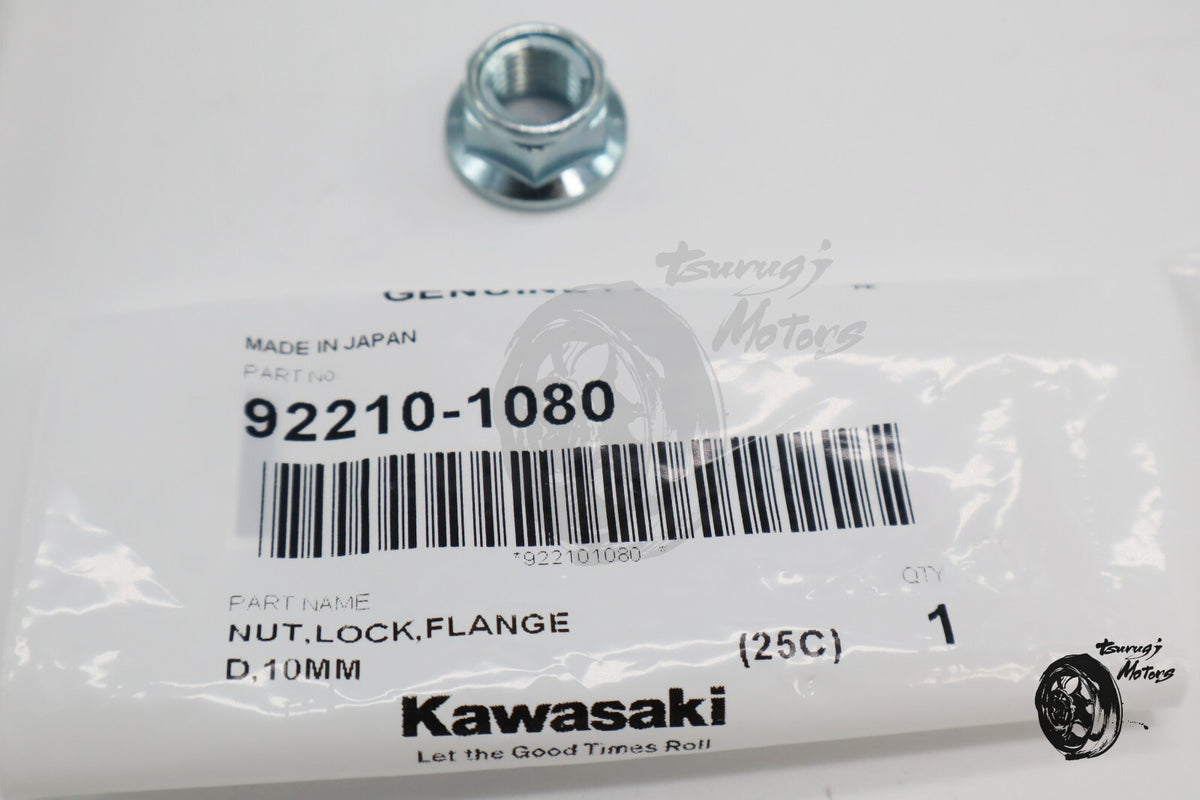 tsurugi
Motors
GENUINE
MADE IN JAPAN
PART No.
92210-1080
*922101080 *
PART NAME
QTY
NUT,LOCK,FLANGE
D,10MM
(25C)
1
Kawasaki
Let the Good Times Roll
tsurugi
Motors